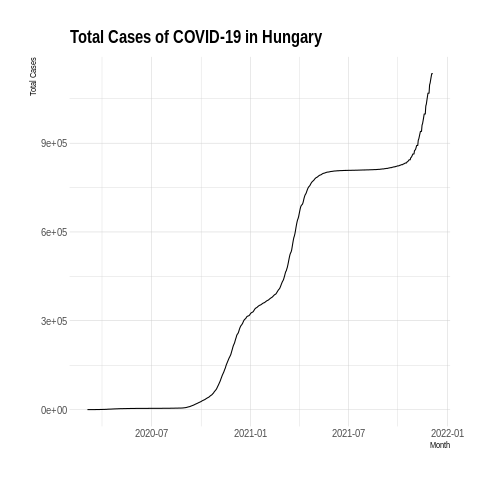 Total Cases of COVID-19 in Hungary
Total Cases
9e+05
6e+05
3e+05
0e+00
2020-07 2021-01 2021-07 2022-01
Month